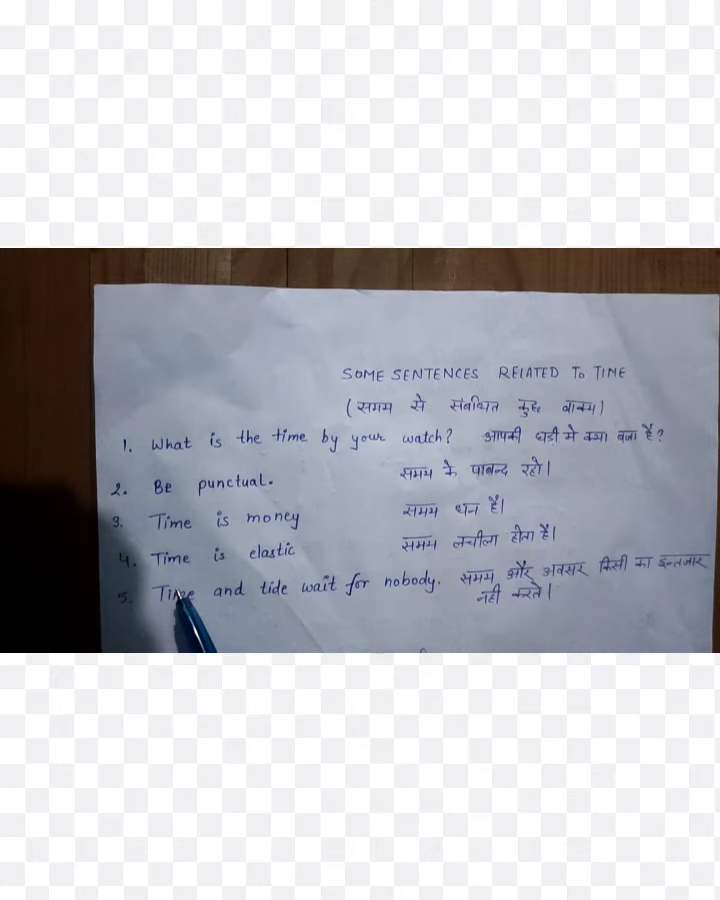 SOME SENTENCES RELATED TO TIME
(समय से संबंधित कुछ वाक्य)
1. What is the time by your watch? आपकी घडी मे क्या बजा है?
2. Be punctual. समय के पाबन्द रहो।
3. Time is money समय धन है।
4. Time is elastic समय लचीला होता है।
5. Time and tide wait for nobody. समय और अवसर किसी का इन्तजार
नही करते।